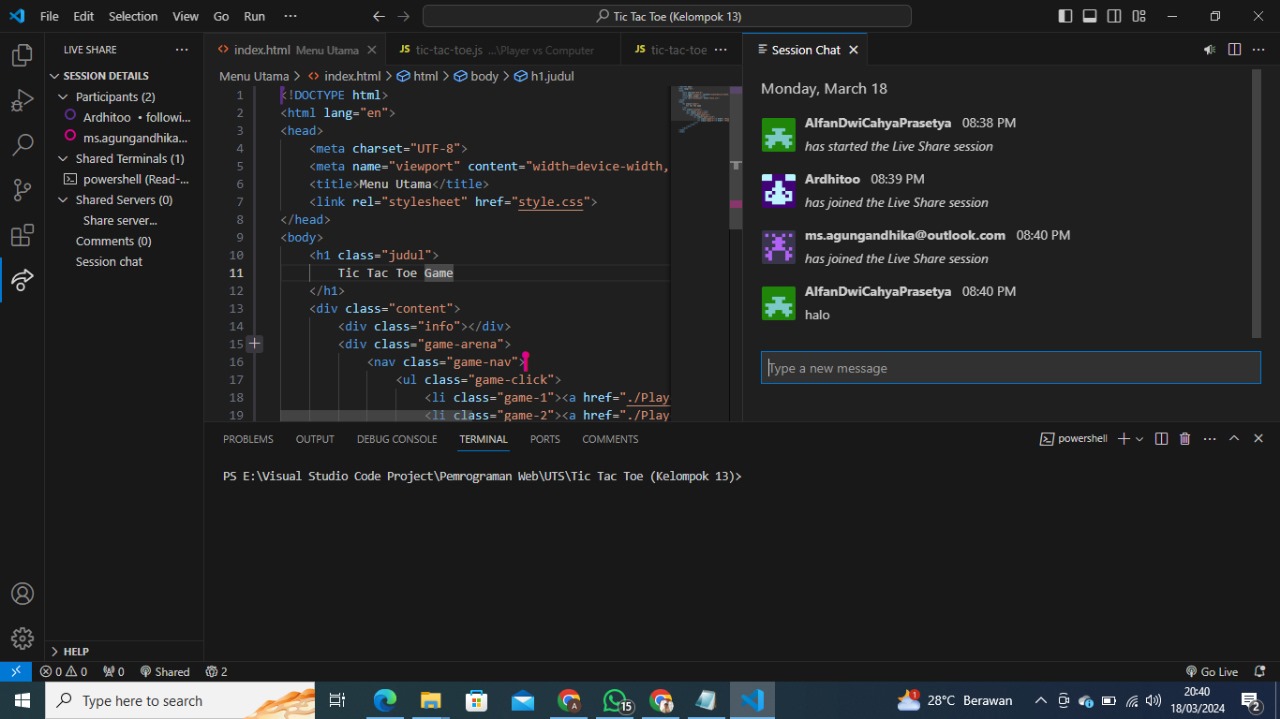 File Edit Selection View Go Run ··· Tic Tac Toe (Kelompok 13)
LIVE SHARE ···
SESSION DETAILS
Participants (2)
Ardhitoo • followi...
ms.agungandhika...
Shared Terminals (1)
powershell (Read-...
Shared Servers (0)
Share server...
Comments (0)
Session chat
HELP
index.html Menu Utama
tic-tac-toe.js ...\Player vs Computer
tic-tac-toe ···
Menu Utama > index.html > html > body > h1.judul
1 <!DOCTYPE html>
2 <html lang="en">
3 <head>
4 <meta charset="UTF-8">
5 <meta name="viewport" content="width=device-width,
6 <title>Menu Utama</title>
7 <link rel="stylesheet" href="style.css">
8 </head>
9 <body>
10 <h1 class="judul">
11 Tic Tac Toe Game
12 </h1>
13 <div class="content">
14 <div class="info"></div>
15 <div class="game-arena">
16 <nav class="game-nav">
17 <ul class="game-click">
18 <li class="game-1"><a href="./Play
19 <li class="game-2"><a href="./Play
Session Chat
Monday, March 18
AlfanDwiCahyaPrasetya 08:38 PM
has started the Live Share session
Ardhitoo 08:39 PM
has joined the Live Share session
ms.agungandhika@outlook.com 08:40 PM
has joined the Live Share session
AlfanDwiCahyaPrasetya 08:40 PM
halo
Type a new message
PROBLEMS OUTPUT DEBUG CONSOLE TERMINAL PORTS COMMENTS
powershell
PS E:\Visual Studio Code Project\Pemrograman Web\UTS\Tic Tac Toe (Kelompok 13)>
0 0 0 Shared 2 Go Live
Type here to search
15
1
28°C Berawan
20:40
18/03/2024
2